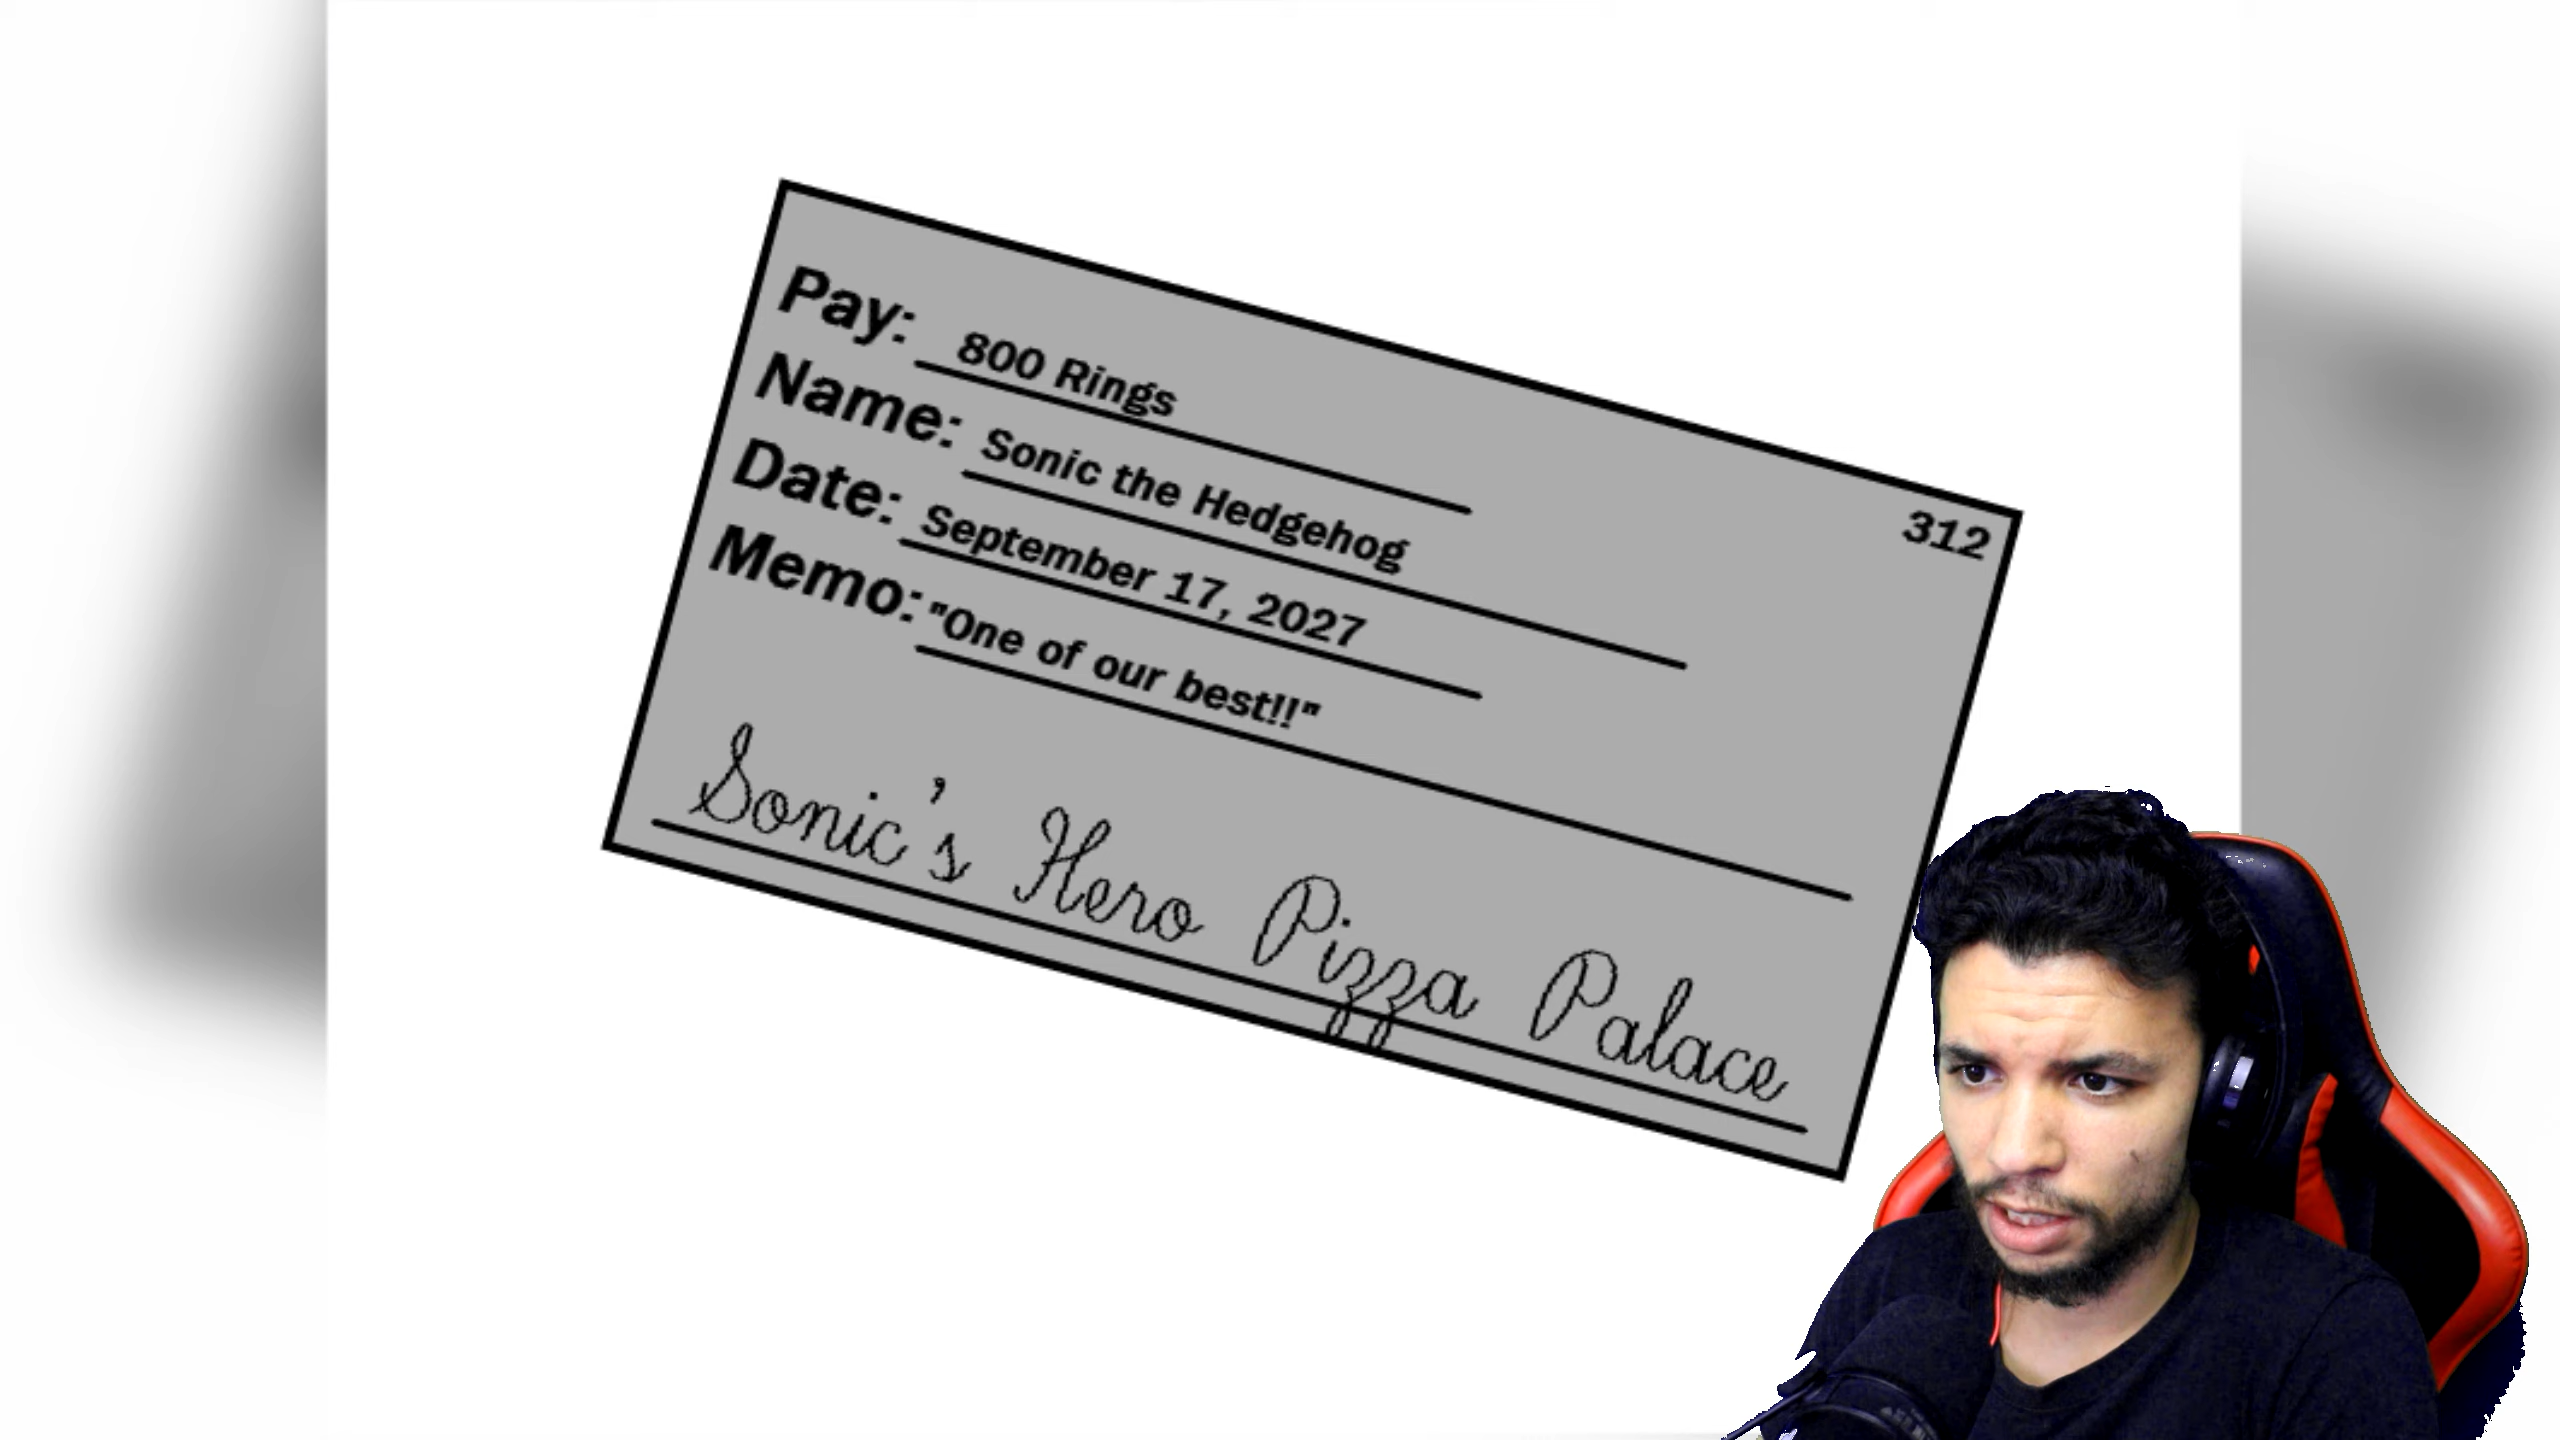 312
Pay: 800 Rings
Name: Sonic the Hedgehog
Date: September 17, 2027
Memo: "One of our best!!"
Sonic's Hero Pizza Palace